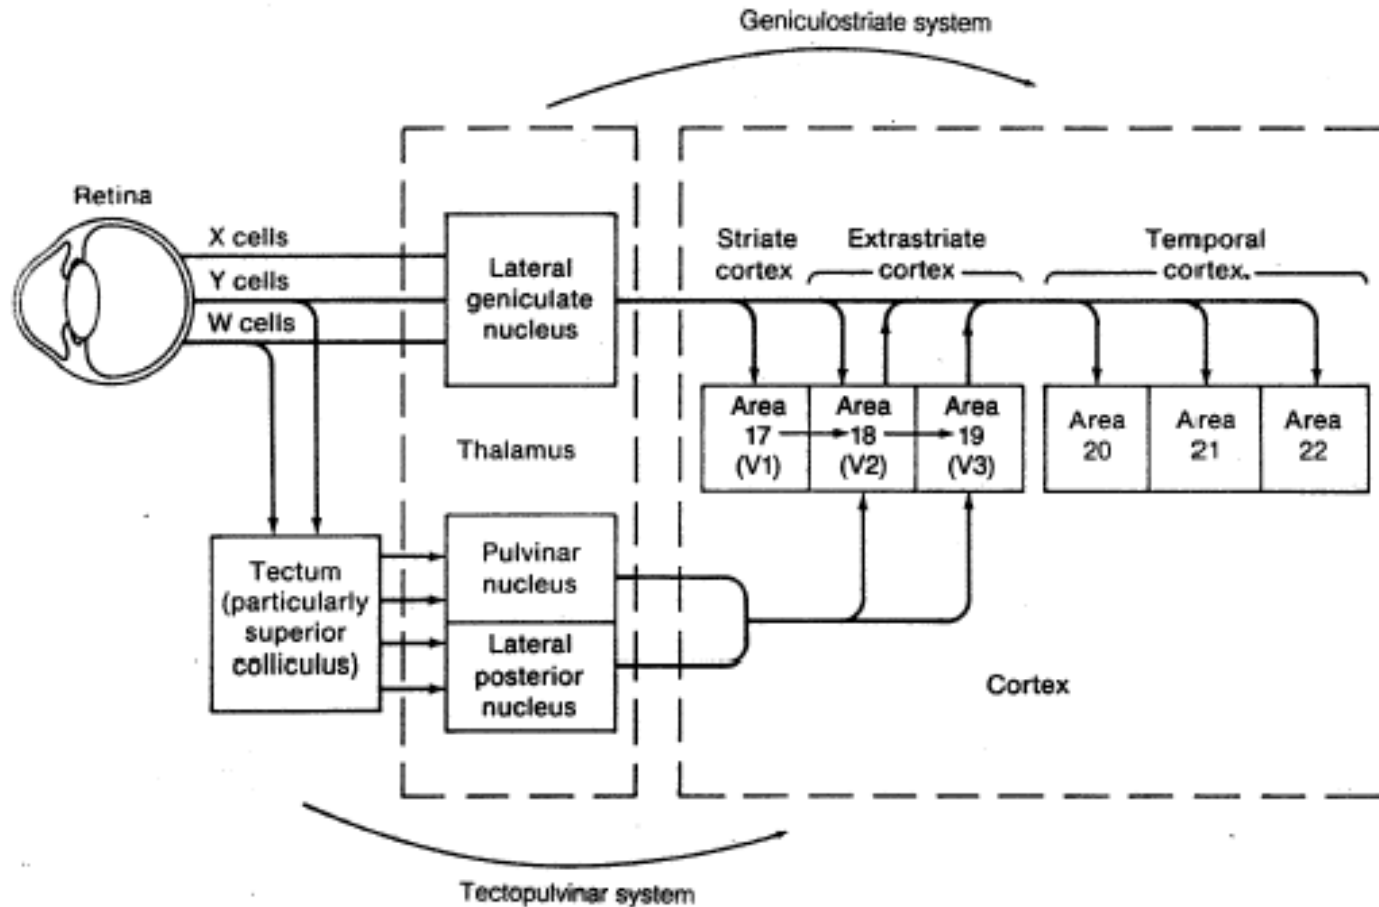 Geniculostriate system
Retina
X cells
Y cells
W cells
Lateral
geniculate
nucleus
Striate
cortex
Extrastriate
cortex
Temporal
cortex.
Area
17
(V1)
Area
18
(V2)
Area
19
(V3)
Area
20
Area
21
Area
22
Thalamus
Tectum
(particularly
superior
colliculus)
Pulvinar
nucleus
Lateral
posterior
nucleus
Cortex
Tectopulvinar system